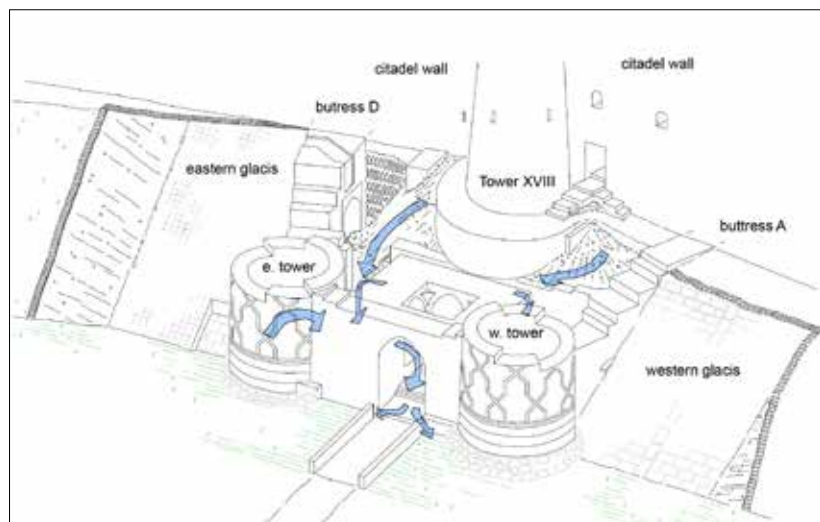 citadel wall
citadel wall
butress D
eastern glacis
Tower XVIII
buttress A
e. tower
w. tower
western glacis